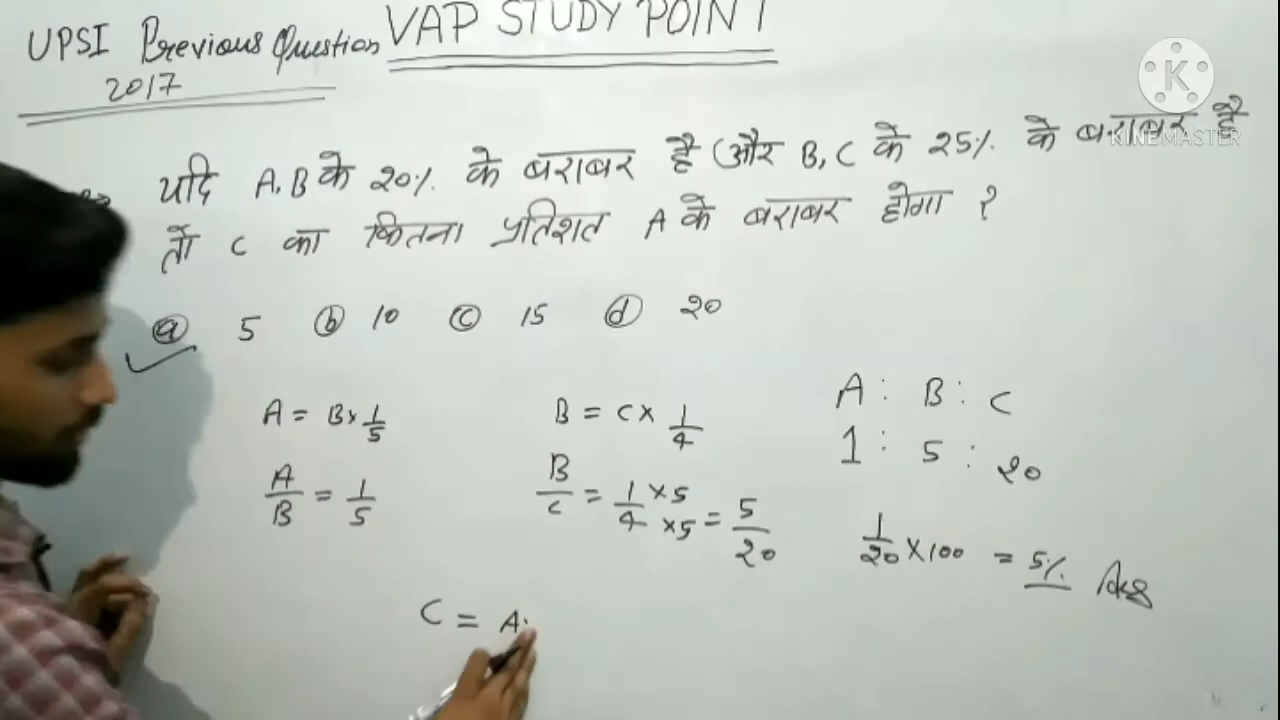 UPSI Previous Question VAP STUDY POINT
2017
K
KINEMASTER
यदि A, B के 20% के बराबर है (और B, C के 25% के बराबर है
तो C का कितना प्रतिशत A के बराबर होगा ?
(a) 5 (b) 10 (c) 15 (d) 20
A = B × 1/5
A/B = 1/5
B = C × 1/4
B/C = 1/4 ×5/×5 = 5/20
A : B : C
1 : 5 : 20
1/20 × 100 = 5% Ans
C = A.